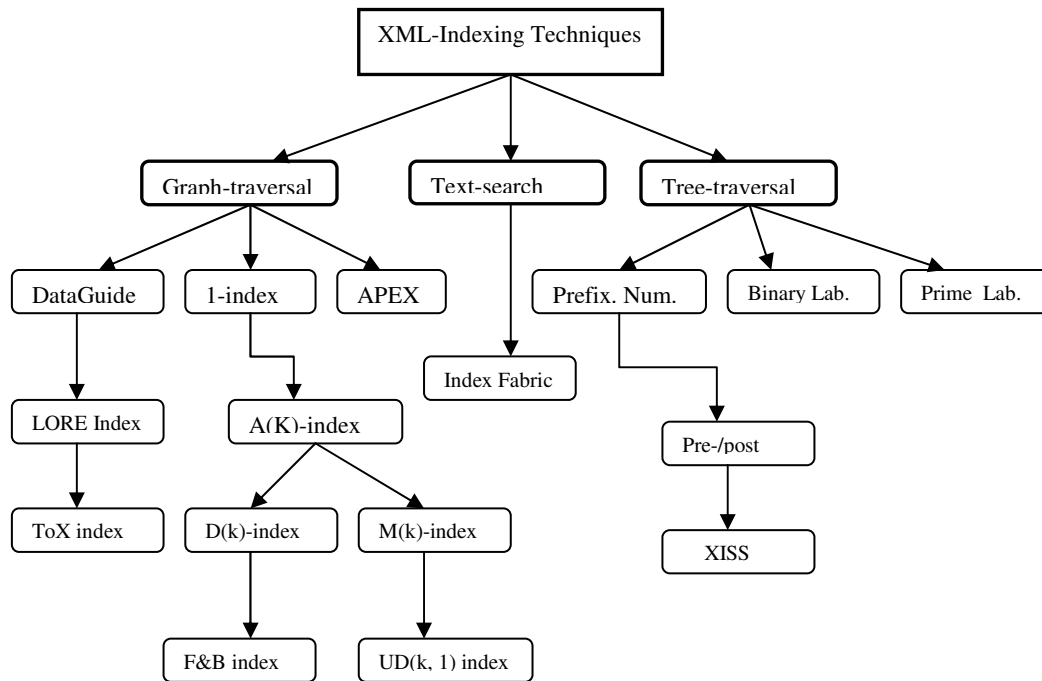 XML-Indexing Techniques
Graph-traversal
Text-search
Tree-traversal
DataGuide
1-index
APEX
Prefix. Num.
Binary Lab.
Prime Lab.
Index Fabric
LORE Index
A(K)-index
Pre-/post
ToX index
D(k)-index
M(k)-index
XISS
F&B index
UD(k, 1) index